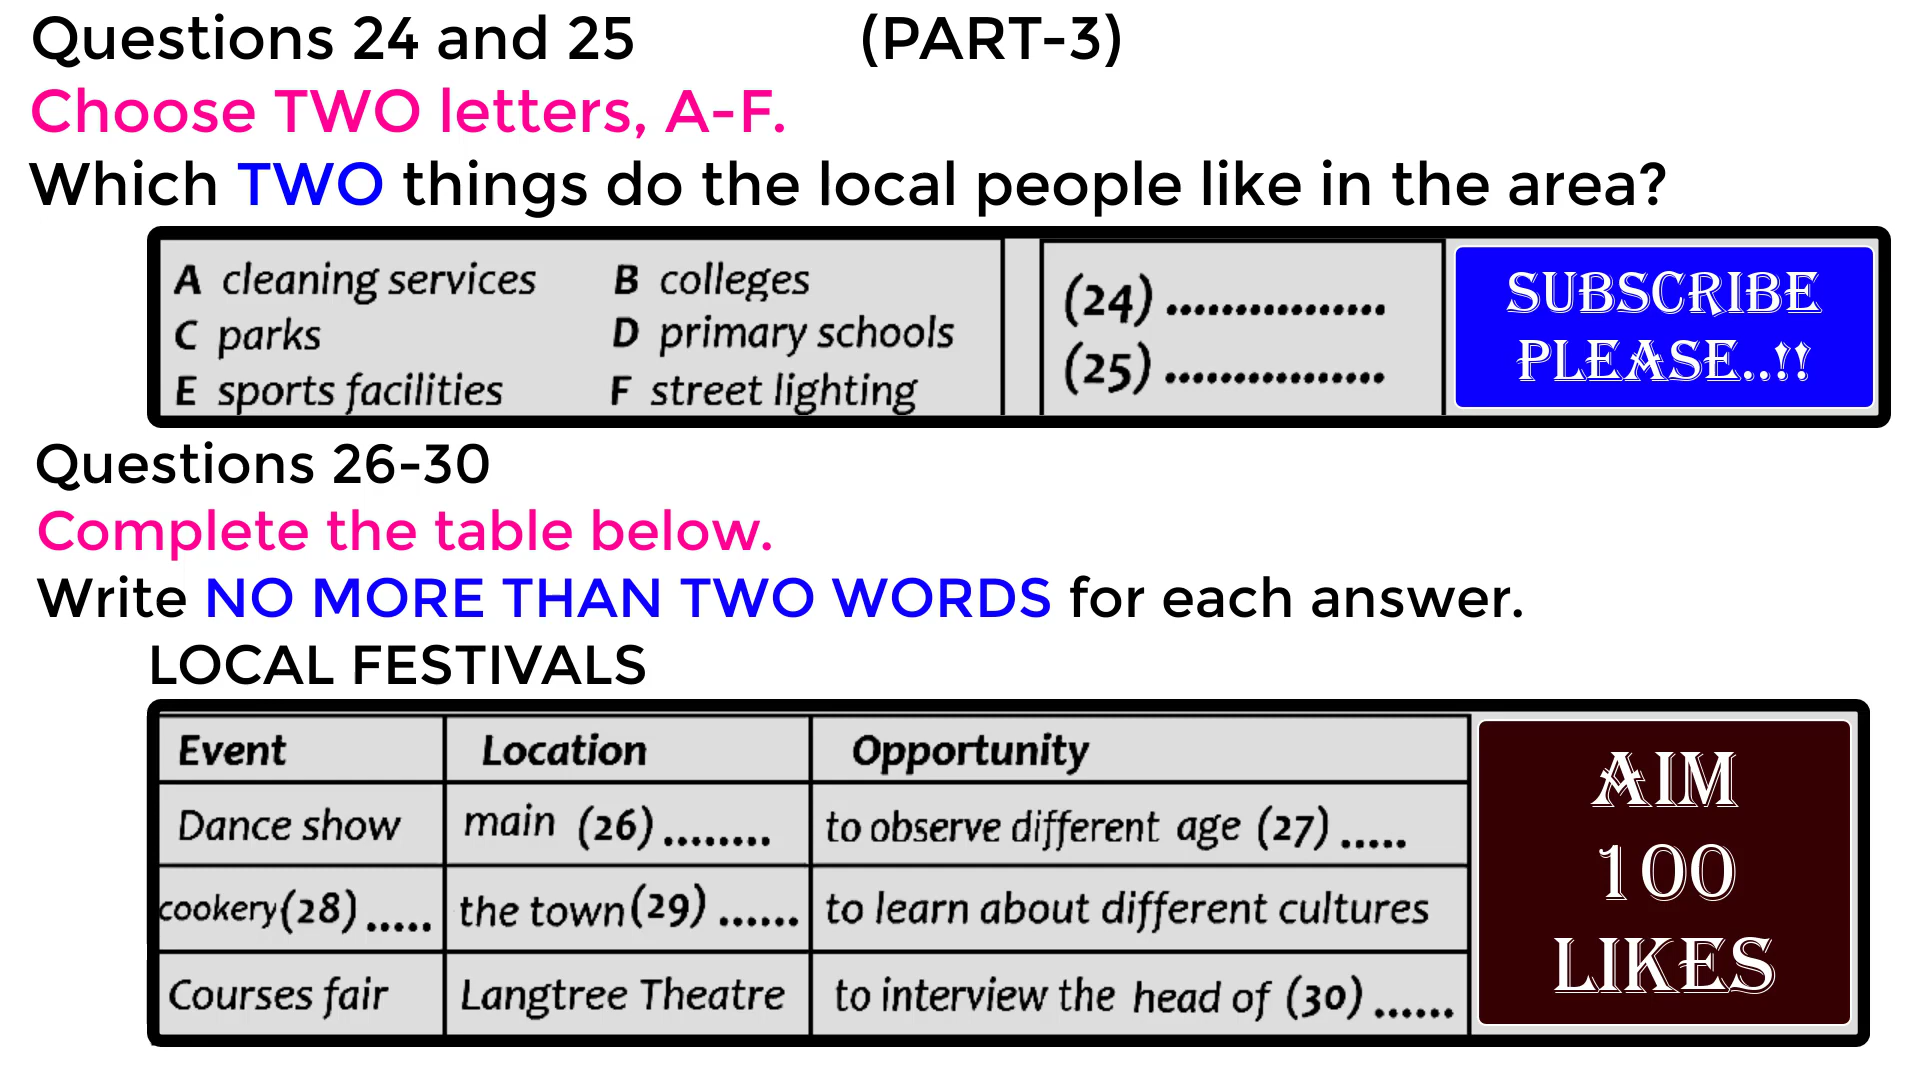 Questions 24 and 25 (PART-3)
Choose TWO letters, A-F.
Which TWO things do the local people like in the area?
A cleaning services B colleges
C parks D primary schools
E sports facilities F street lighting
(24) ................
(25) ................
SUBSCRIBE
PLEASE..!!
Questions 26-30
Complete the table below.
Write NO MORE THAN TWO WORDS for each answer.
LOCAL FESTIVALS
Event Location Opportunity
Dance show main (26) ........ to observe different age (27) .....
cookery (28) ..... the town (29) ...... to learn about different cultures
Courses fair Langtree Theatre to interview the head of (30) ......
AIM
100
LIKES